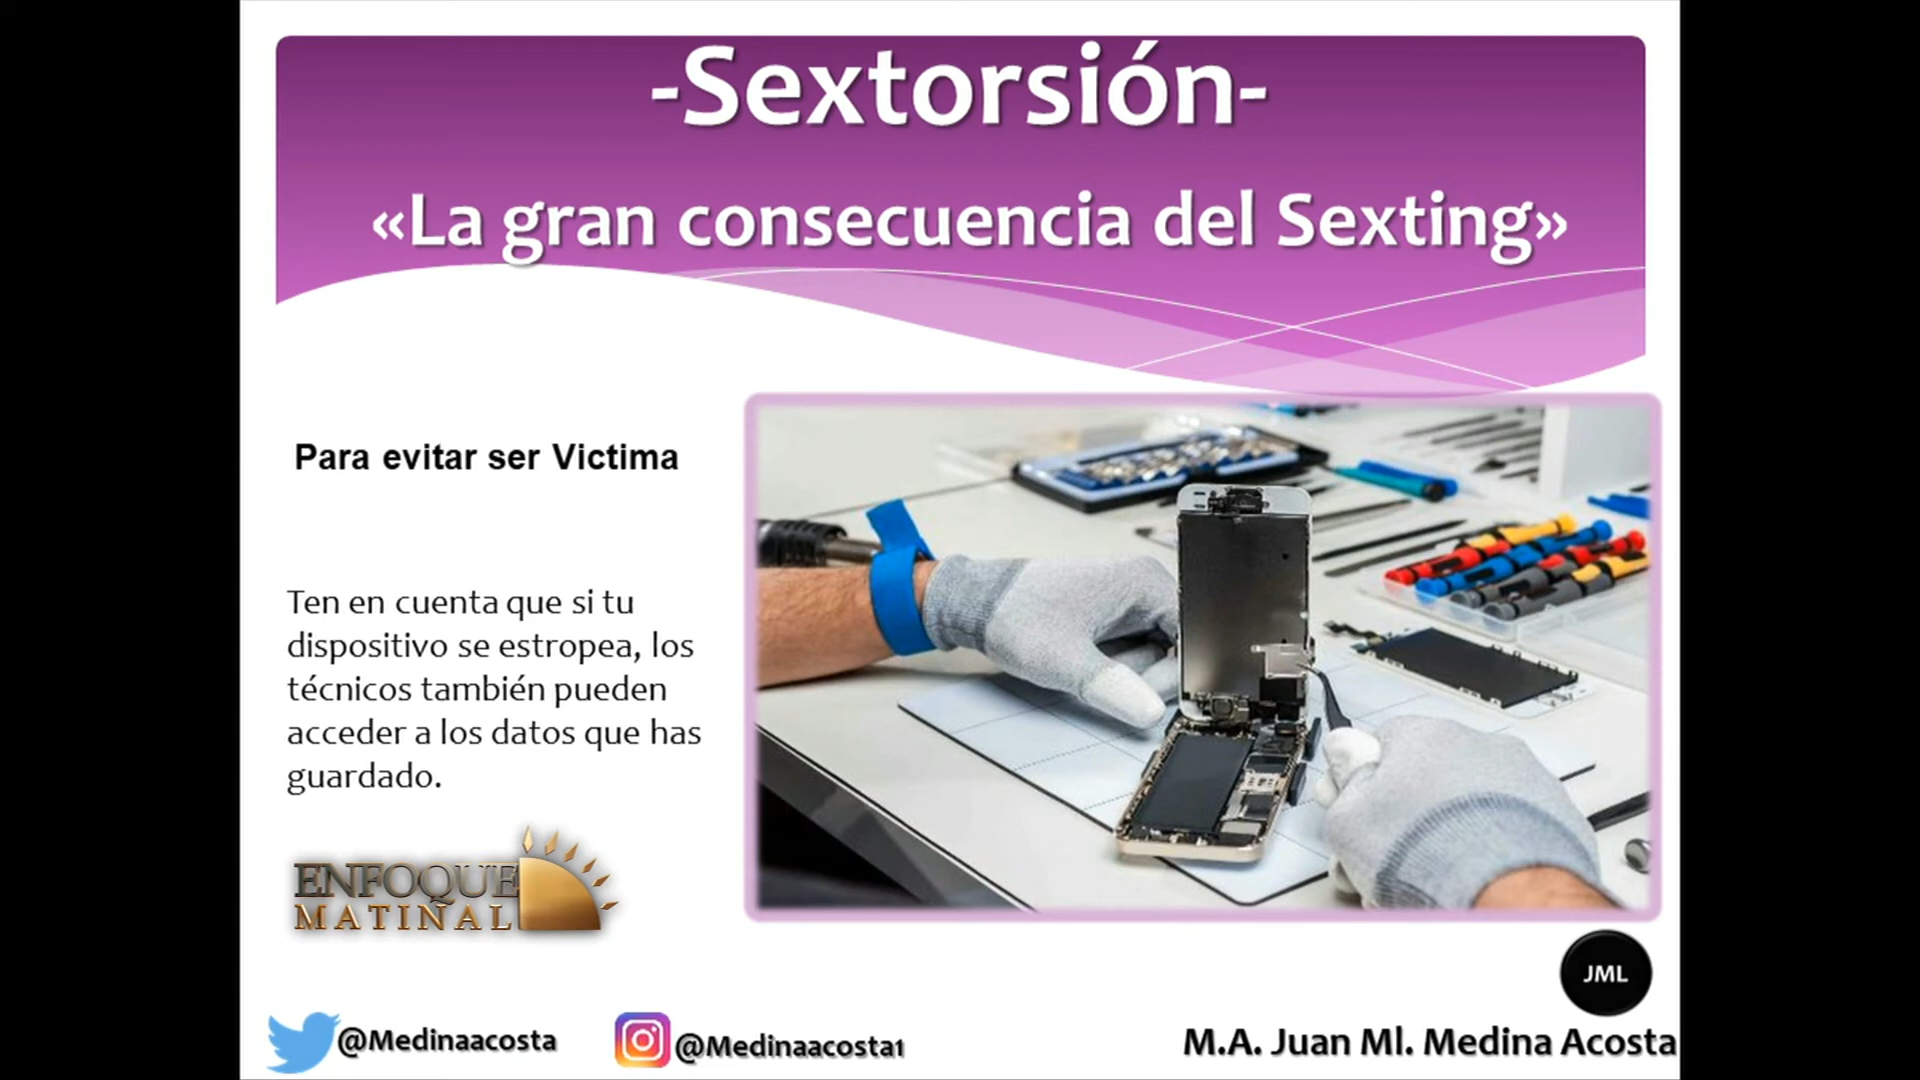 -Sextorsión-
«La gran consecuencia del Sexting»
Para evitar ser Victima
Ten en cuenta que si tu
dispositivo se estropea, los
técnicos también pueden
acceder a los datos que has
guardado.
ENFOQUE
MATINAL
JML
@Medinaacosta
@Medinaacosta1
M.A. Juan Ml. Medina Acosta